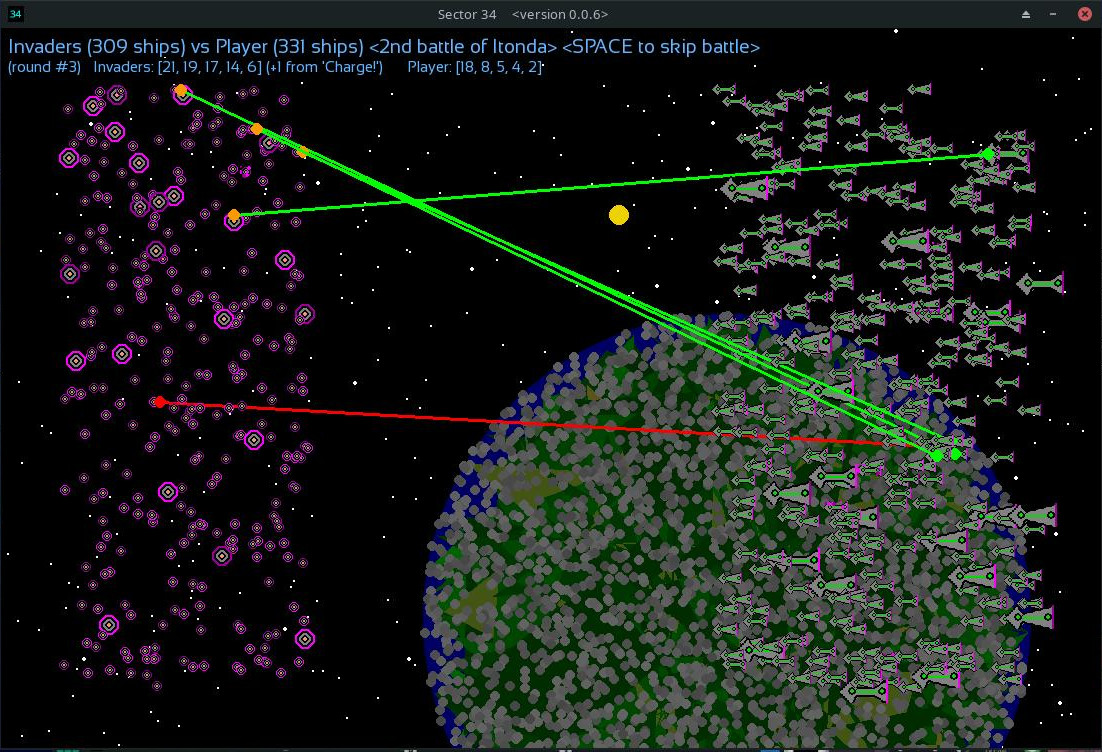 34 Sector 34 <version 0.0.6>
Invaders (309 ships) vs Player (331 ships) <2nd battle of Itonda> <SPACE to skip battle>
(round #3) Invaders: [21, 19, 17, 14, 6] (+1 from 'Charge!') Player: [18, 8, 5, 4, 2]